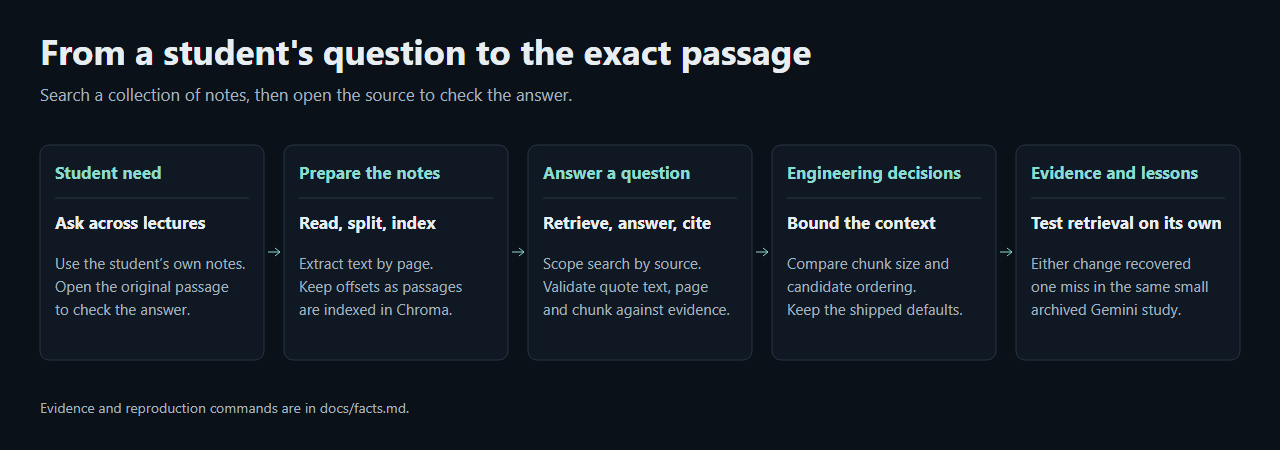 From a student's question to the exact passage
Search a collection of notes, then open the source to check the answer.
Student need
Ask across lectures
Use the student’s own notes.
Open the original passage
to check the answer.
Prepare the notes
Read, split, index
Extract text by page.
Keep offsets as passages
are indexed in Chroma.
Answer a question
Retrieve, answer, cite
Scope search by source.
Validate quote text, page
and chunk against evidence.
Engineering decisions
Bound the context
Compare chunk size and
candidate ordering.
Keep the shipped defaults.
Evidence and lessons
Test retrieval on its own
Either change recovered
one miss in the same small
archived Gemini study.
Evidence and reproduction commands are in docs/facts.md.